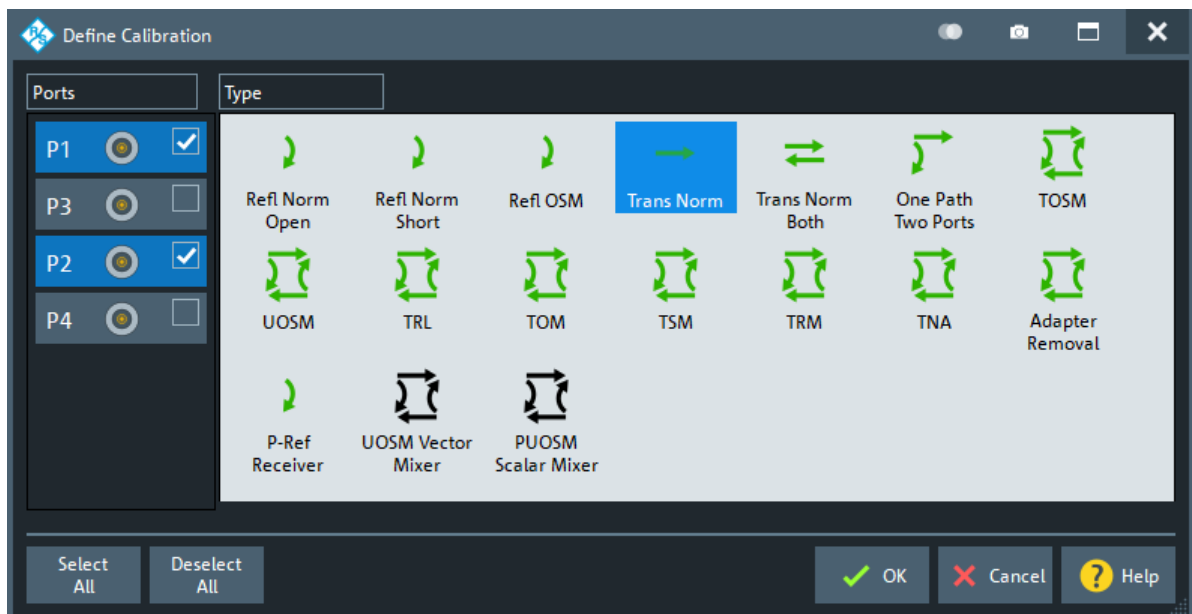 R&S Define Calibration
Ports
Type
P1
P3
P2
P4
Refl Norm
Open
Refl Norm
Short
Refl OSM
Trans Norm
Trans Norm
Both
One Path
Two Ports
TOSM
UOSM
TRL
TOM
TSM
TRM
TNA
Adapter
Removal
P-Ref
Receiver
UOSM Vector
Mixer
PUOSM
Scalar Mixer
Select
All
Deselect
All
OK
Cancel
? Help